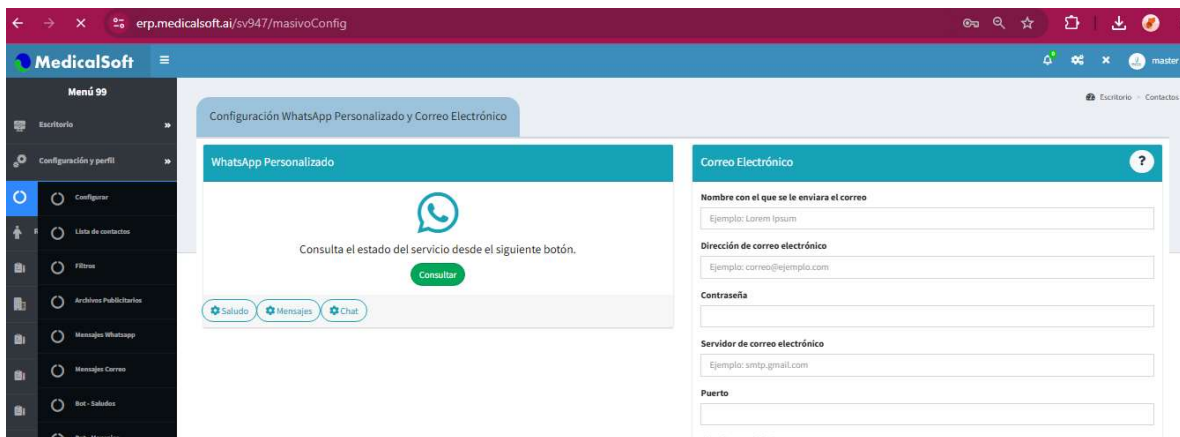 erp.medicalsoft.ai/sv947/masivoConfig
MedicalSoft
master
Menú 99
Escritorio > Contactos
Escritorio
Configuración y perfil
Configurar
Lista de contactos
Filtros
Archivos Publicitarios
Mensajes Whatsapp
Mensajes Correo
Bot - Saludos
Configuración WhatsApp Personalizado y Correo Electrónico
WhatsApp Personalizado
Consulta el estado del servicio desde el siguiente botón.
Consultar
Saludo
Mensajes
Chat
Correo Electrónico
?
Nombre con el que se le enviara el correo
Ejemplo: Lorem Ipsum
Dirección de correo electrónico
Ejemplo: correo@ejemplo.com
Contraseña
Servidor de correo electrónico
Ejemplo: smtp.gmail.com
Puerto